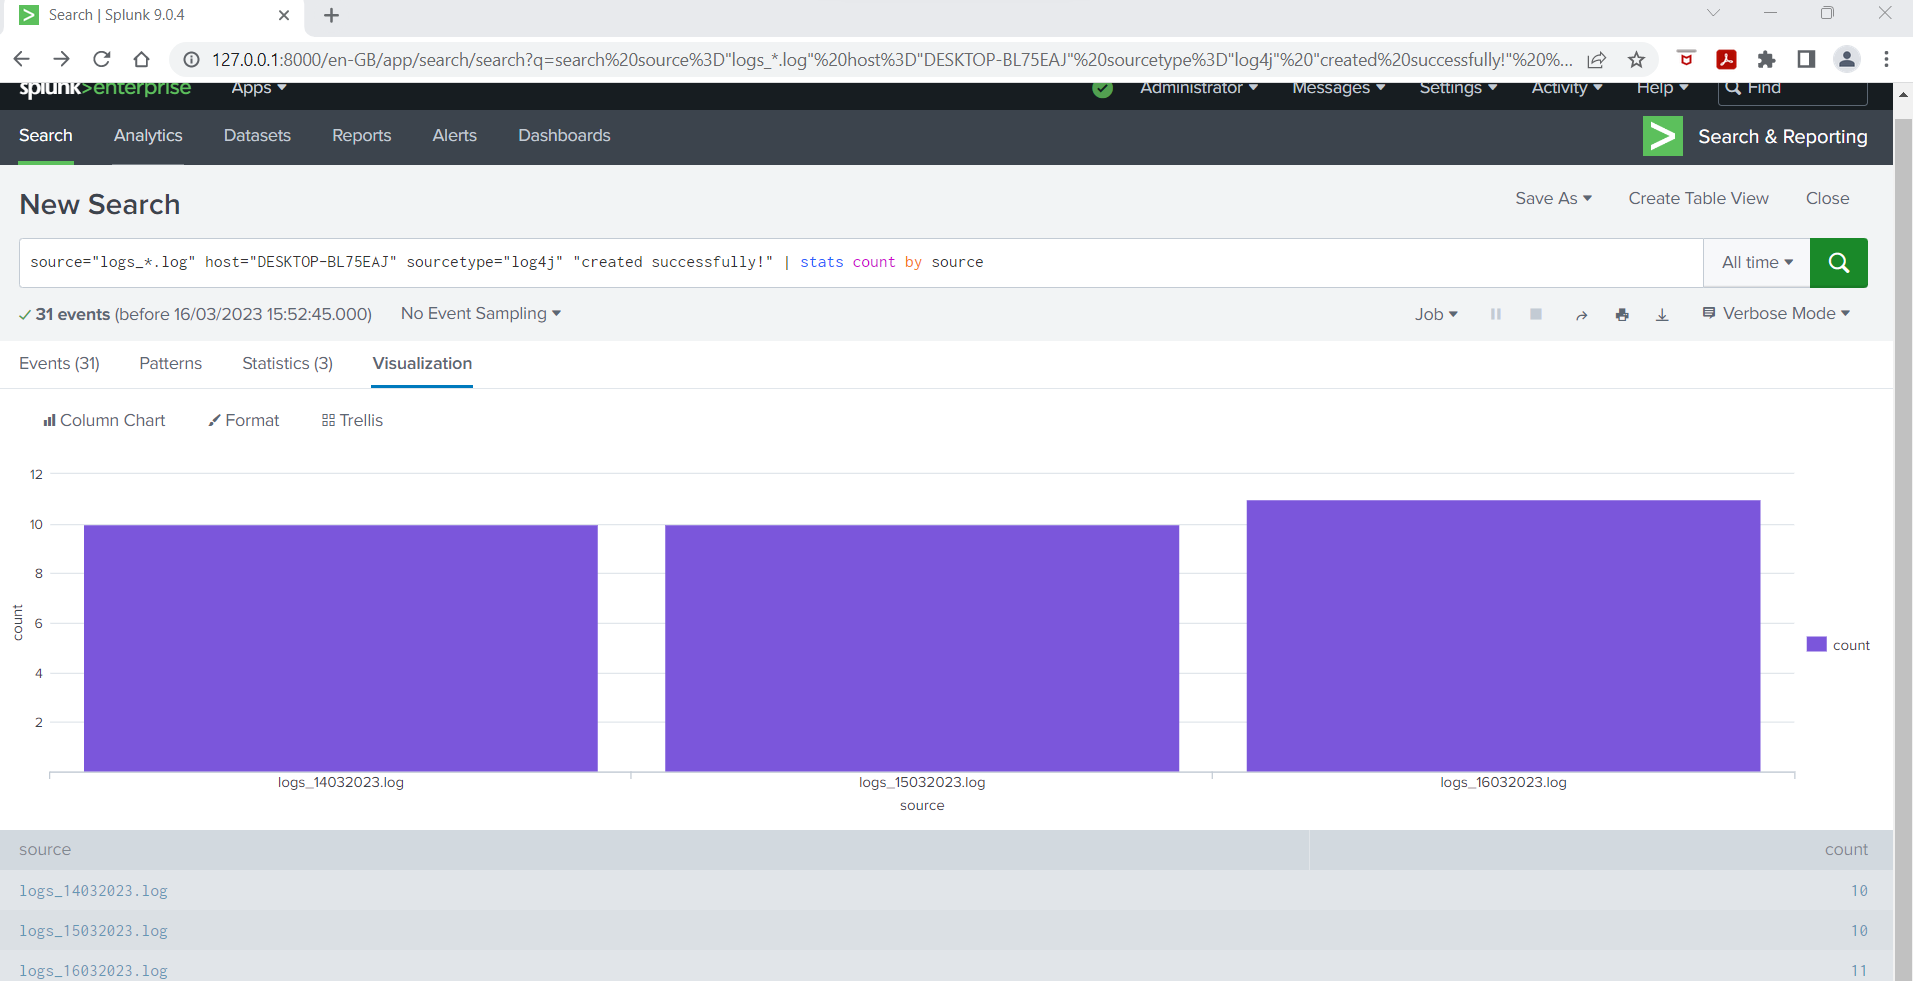 Search | Splunk 9.0.4
127.0.0.1:8000/en-GB/app/search/search?q=search%20source%3D"logs_*.log"%20host%3D"DESKTOP-BL75EAJ"%20sourcetype%3D"log4j"%20"created%20successfully!"%20%...
splunk>enterprise Apps Administrator Messages Settings Activity Help Find
Search Analytics Datasets Reports Alerts Dashboards Search & Reporting
New Search Save As Create Table View Close
source="logs_*.log" host="DESKTOP-BL75EAJ" sourcetype="log4j" "created successfully!" | stats count by source All time
31 events (before 16/03/2023 15:52:45.000) No Event Sampling Job Verbose Mode
Events (31) Patterns Statistics (3) Visualization
Column Chart Format Trellis
12
10
8
6
4
2
count
count
logs_14032023.log logs_15032023.log logs_16032023.log
source
source count
logs_14032023.log 10
logs_15032023.log 10
logs_16032023.log 11